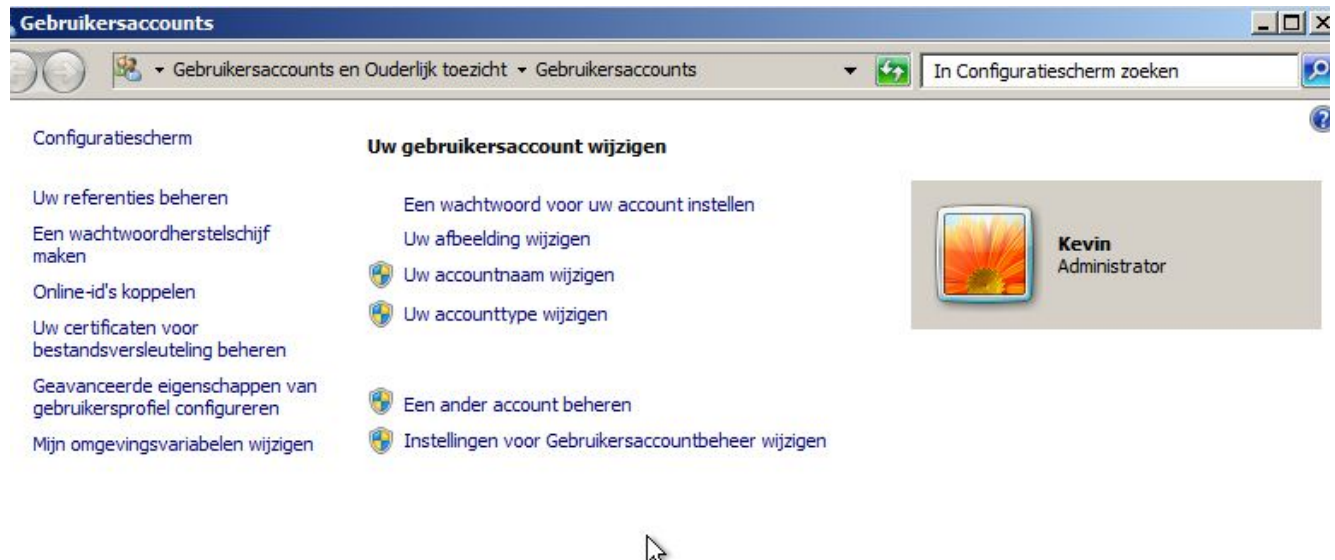 Gebruikersaccounts
Gebruikersaccounts en Ouderlijk toezicht Gebruikersaccounts
In Configuratiescherm zoeken
Configuratiescherm
Uw referenties beheren
Een wachtwoordherstelschijf
maken
Online-id's koppelen
Uw certificaten voor
bestandsversleuteling beheren
Geavanceerde eigenschappen van
gebruikersprofiel configureren
Mijn omgevingsvariabelen wijzigen
Uw gebruikersaccount wijzigen
Een wachtwoord voor uw account instellen
Uw afbeelding wijzigen
Uw accountnaam wijzigen
Uw accounttype wijzigen
Een ander account beheren
Instellingen voor Gebruikersaccountbeheer wijzigen
Kevin
Administrator